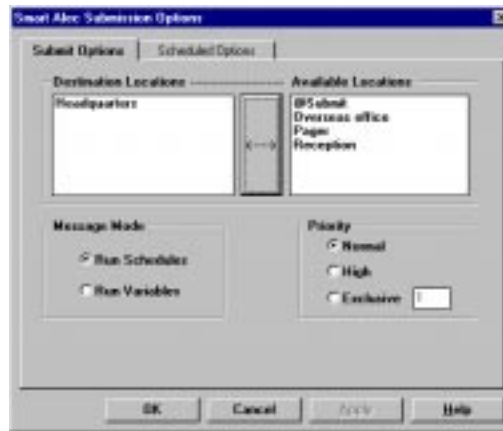 Smart Alec Submission Options
Submit Options
Scheduled Options
Destination Locations
Available Locations
Headquarters
<--->
@Submit
Overseas office
Pager
Reception
Message Mode
Run Schedules
Run Variables
Priority
Normal
High
Exclusive
1
OK
Cancel
Apply
Help